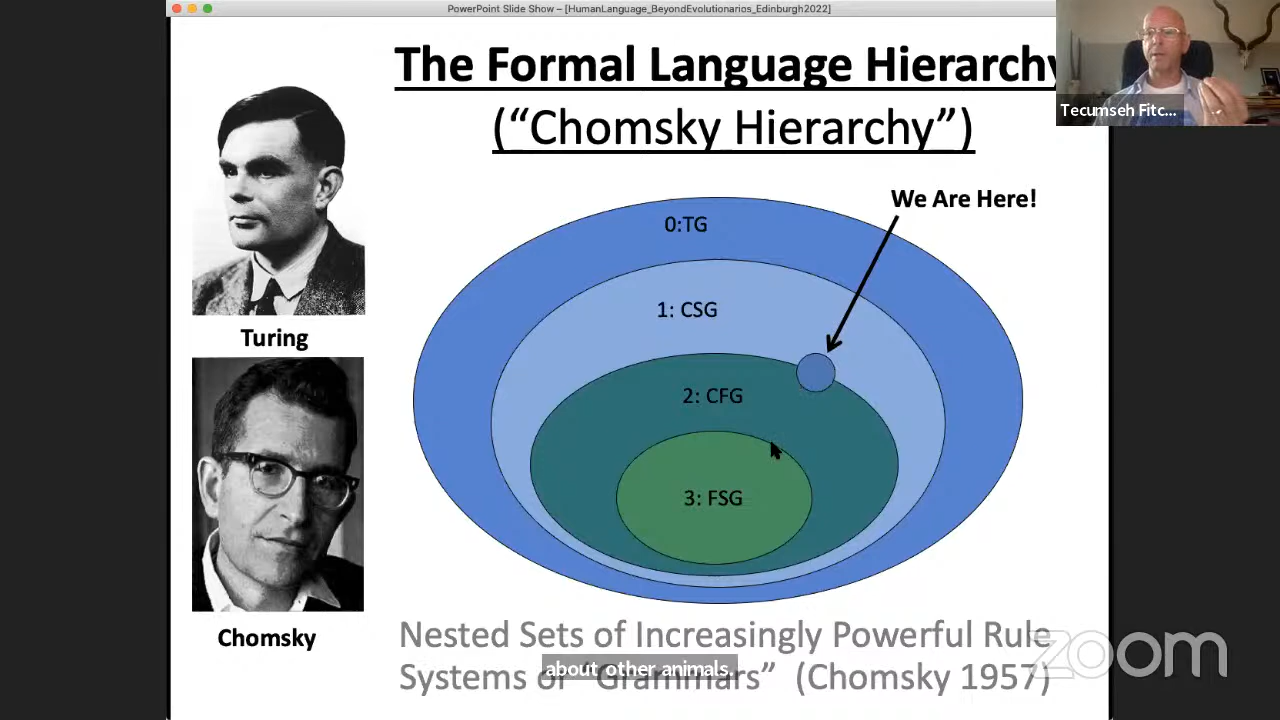 PowerPoint Slide Show – [HumanLanguage_BeyondEvolutionarios_Edinburgh2022]
The Formal Language Hierarchy
(“Chomsky Hierarchy”)
Tecumseh Fitc...
We Are Here!
0:TG
1: CSG
2: CFG
3: FSG
Turing
Chomsky
Nested Sets of Increasingly Powerful Rule
Systems or “Grammars” (Chomsky 1957)
about other animals.
zoom